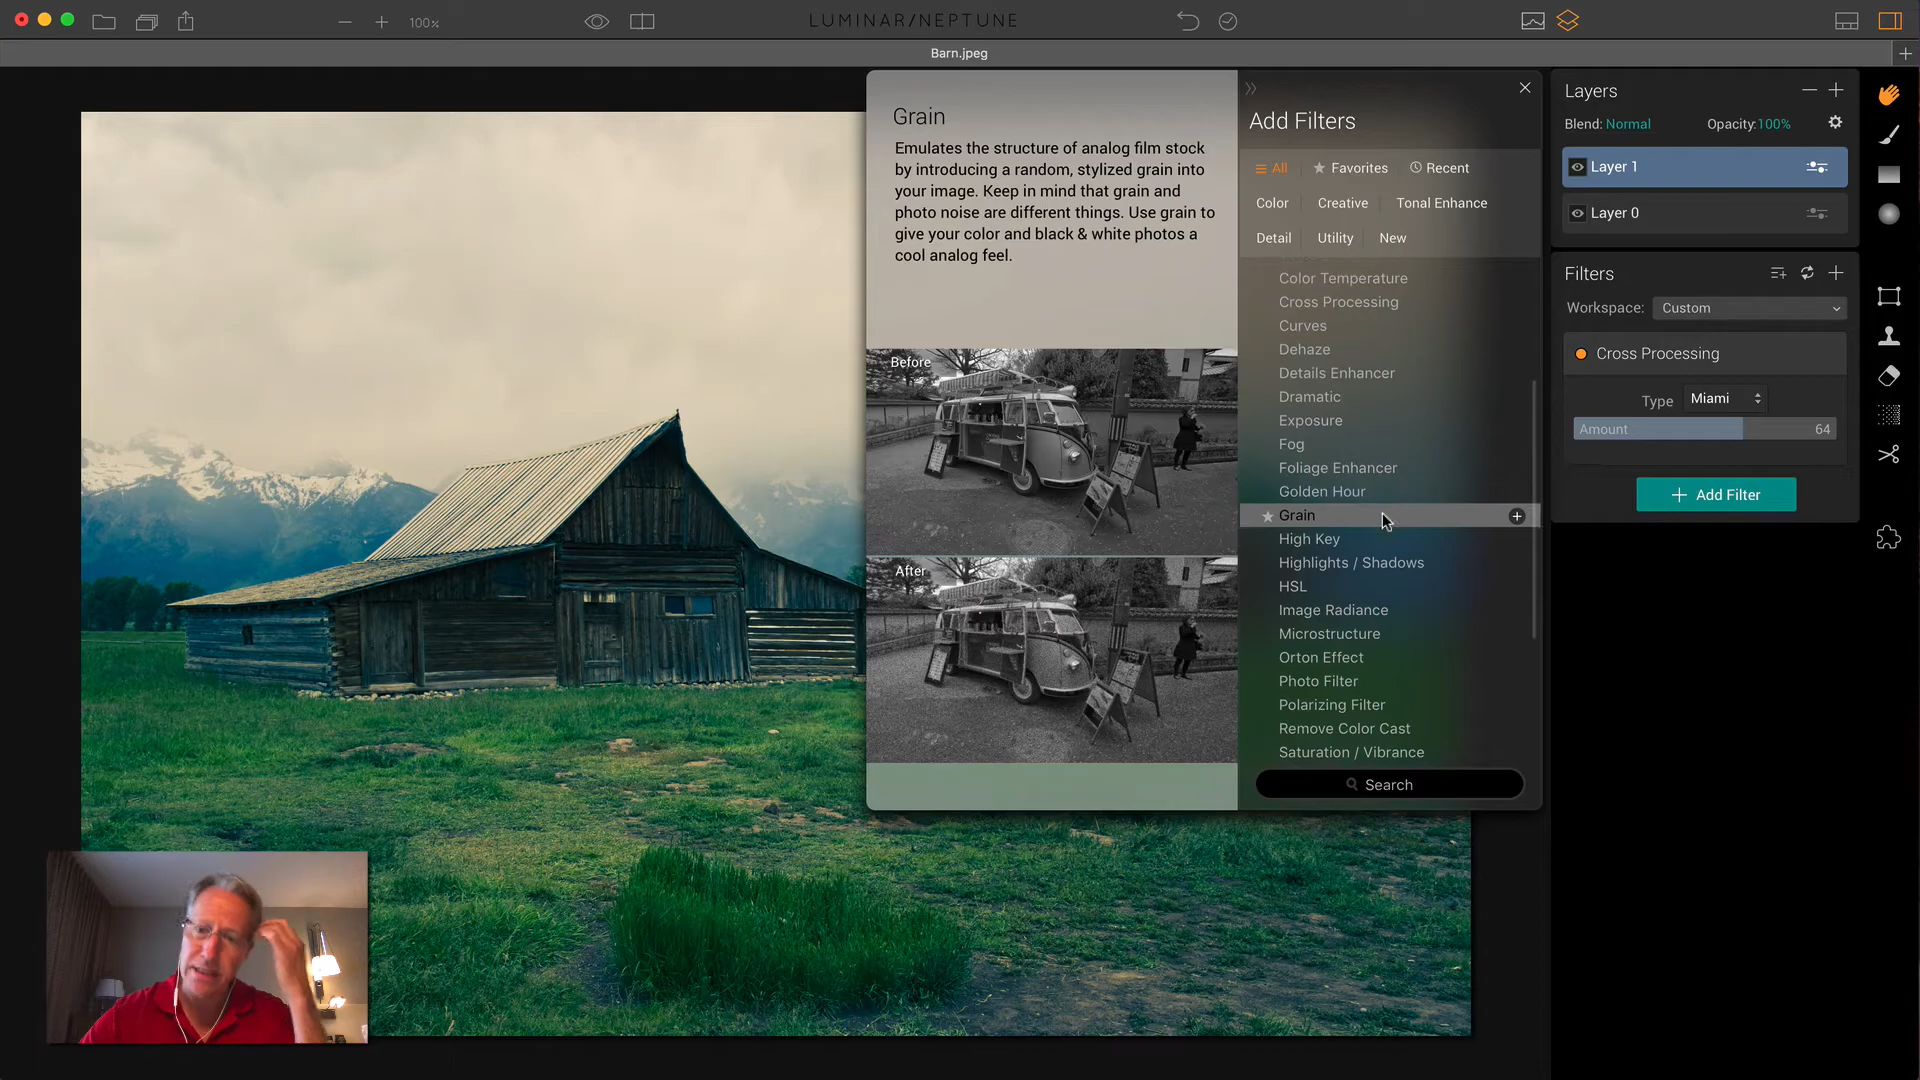 100%
LUMINAR/NEPTUNE
Barn.jpeg
Grain
Emulates the structure of analog film stock
by introducing a random, stylized grain into
your image. Keep in mind that grain and
photo noise are different things. Use grain to
give your color and black & white photos a
cool analog feel.
Before
After
Add Filters
All
Favorites
Recent
Color
Creative
Tonal Enhance
Detail
Utility
New
Color Temperature
Cross Processing
Curves
Dehaze
Details Enhancer
Dramatic
Exposure
Fog
Foliage Enhancer
Golden Hour
Grain
High Key
Highlights / Shadows
HSL
Image Radiance
Microstructure
Orton Effect
Photo Filter
Polarizing Filter
Remove Color Cast
Saturation / Vibrance
Search
Layers
Blend: Normal
Opacity:100%
Layer 1
Layer 0
Filters
Workspace: Custom
Cross Processing
Type Miami
Amount 64
Add Filter